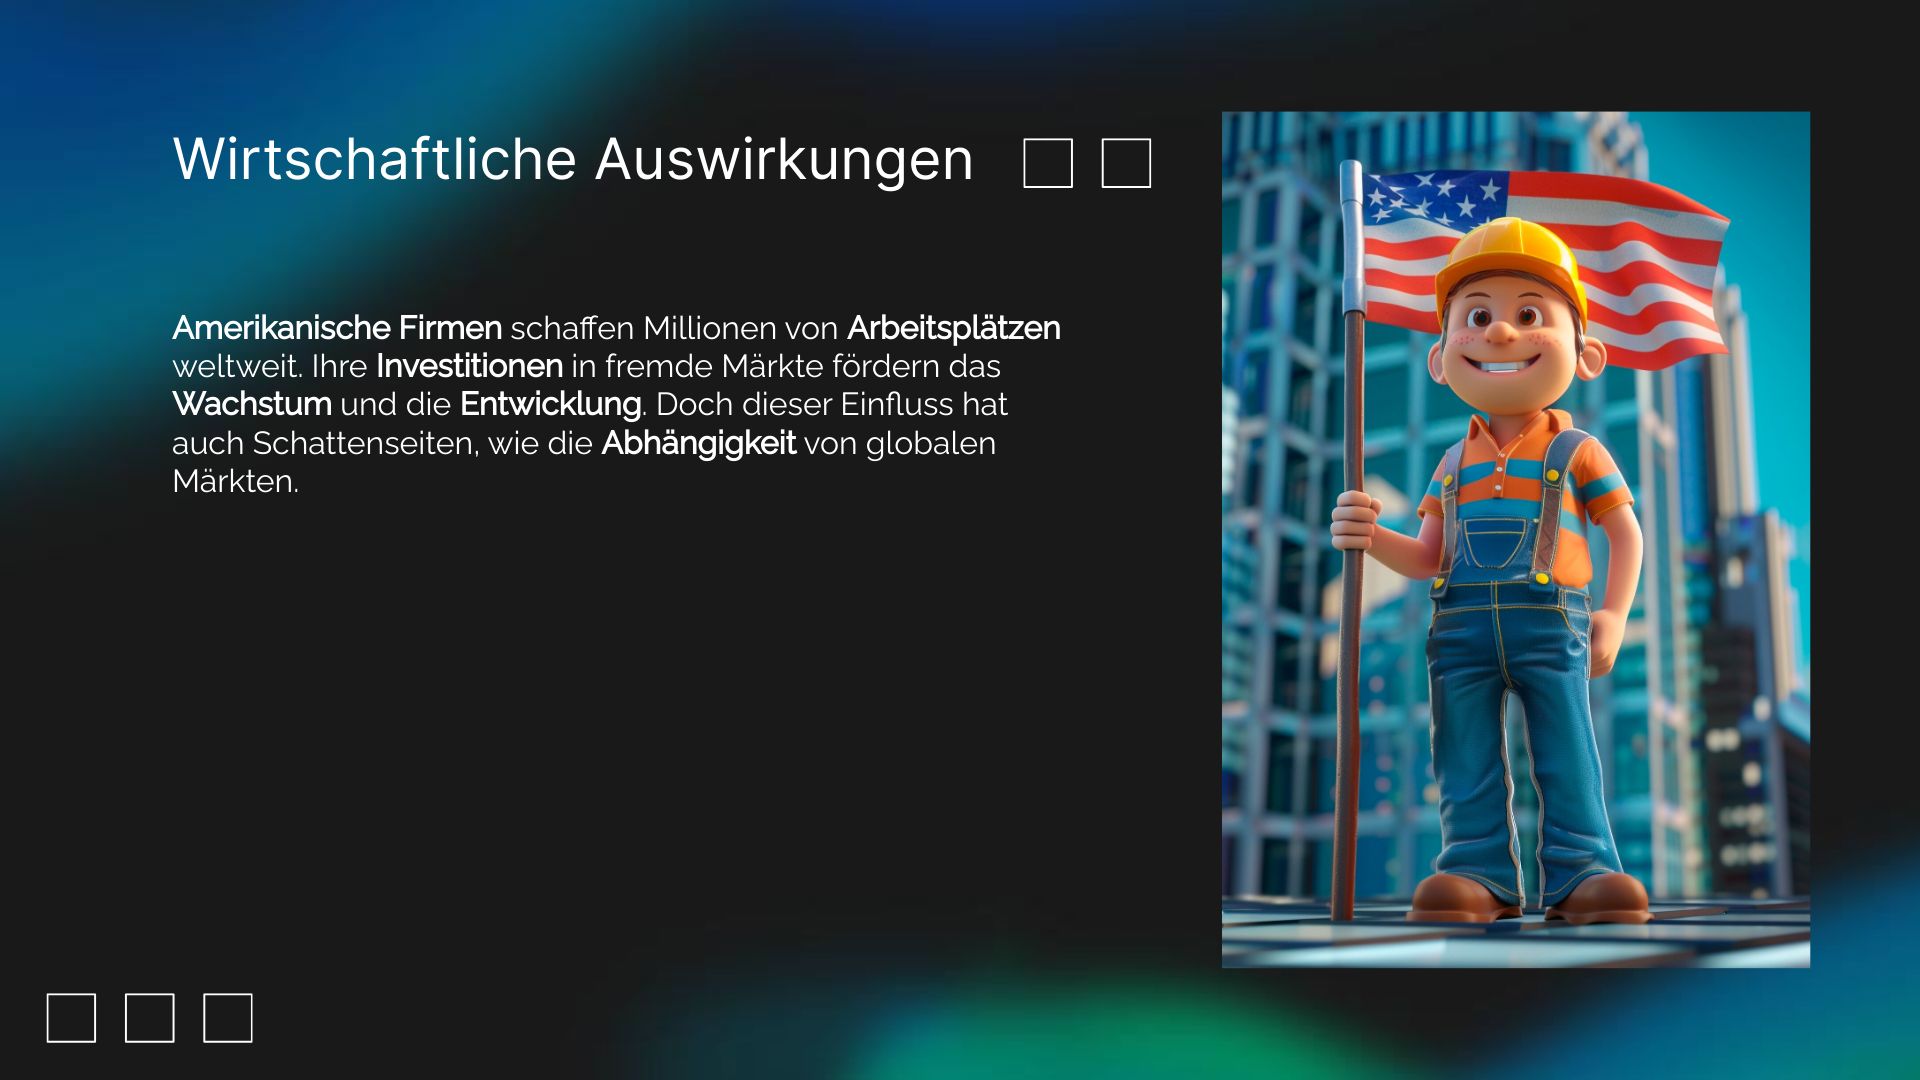 Wirtschaftliche Auswirkungen
Amerikanische Firmen schaffen Millionen von Arbeitsplätzen
weltweit. Ihre Investitionen in fremde Märkte fördern das
Wachstum und die Entwicklung. Doch dieser Einfluss hat
auch Schattenseiten, wie die Abhängigkeit von globalen
Märkten.